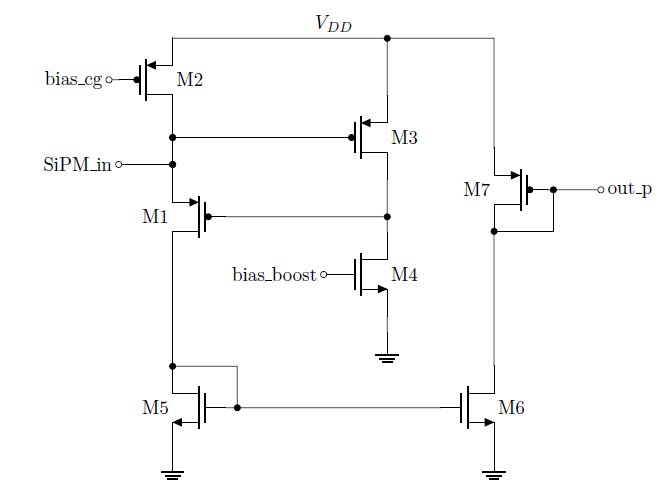 V_DD
bias_cg
M2
M3
SiPM_in
M7
out_p
M1
bias_boost
M4
M5
M6